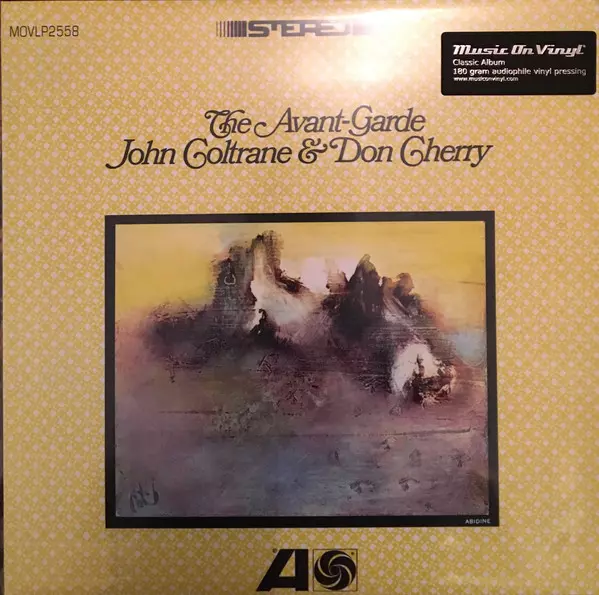 MOVLP2558
STEREO
Music On Vinyl
Classic Album
180 gram audiophile vinyl pressing
www.musiconvinyl.com
The Avant-Garde
John Coltrane & Don Cherry
ABIDINE
A